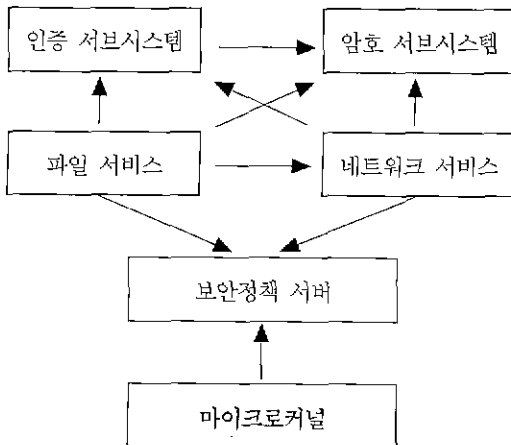 인증 서브시스템
암호 서브시스템
파일 서비스
네트워크 서비스
보안정책 서버
마이크로커널